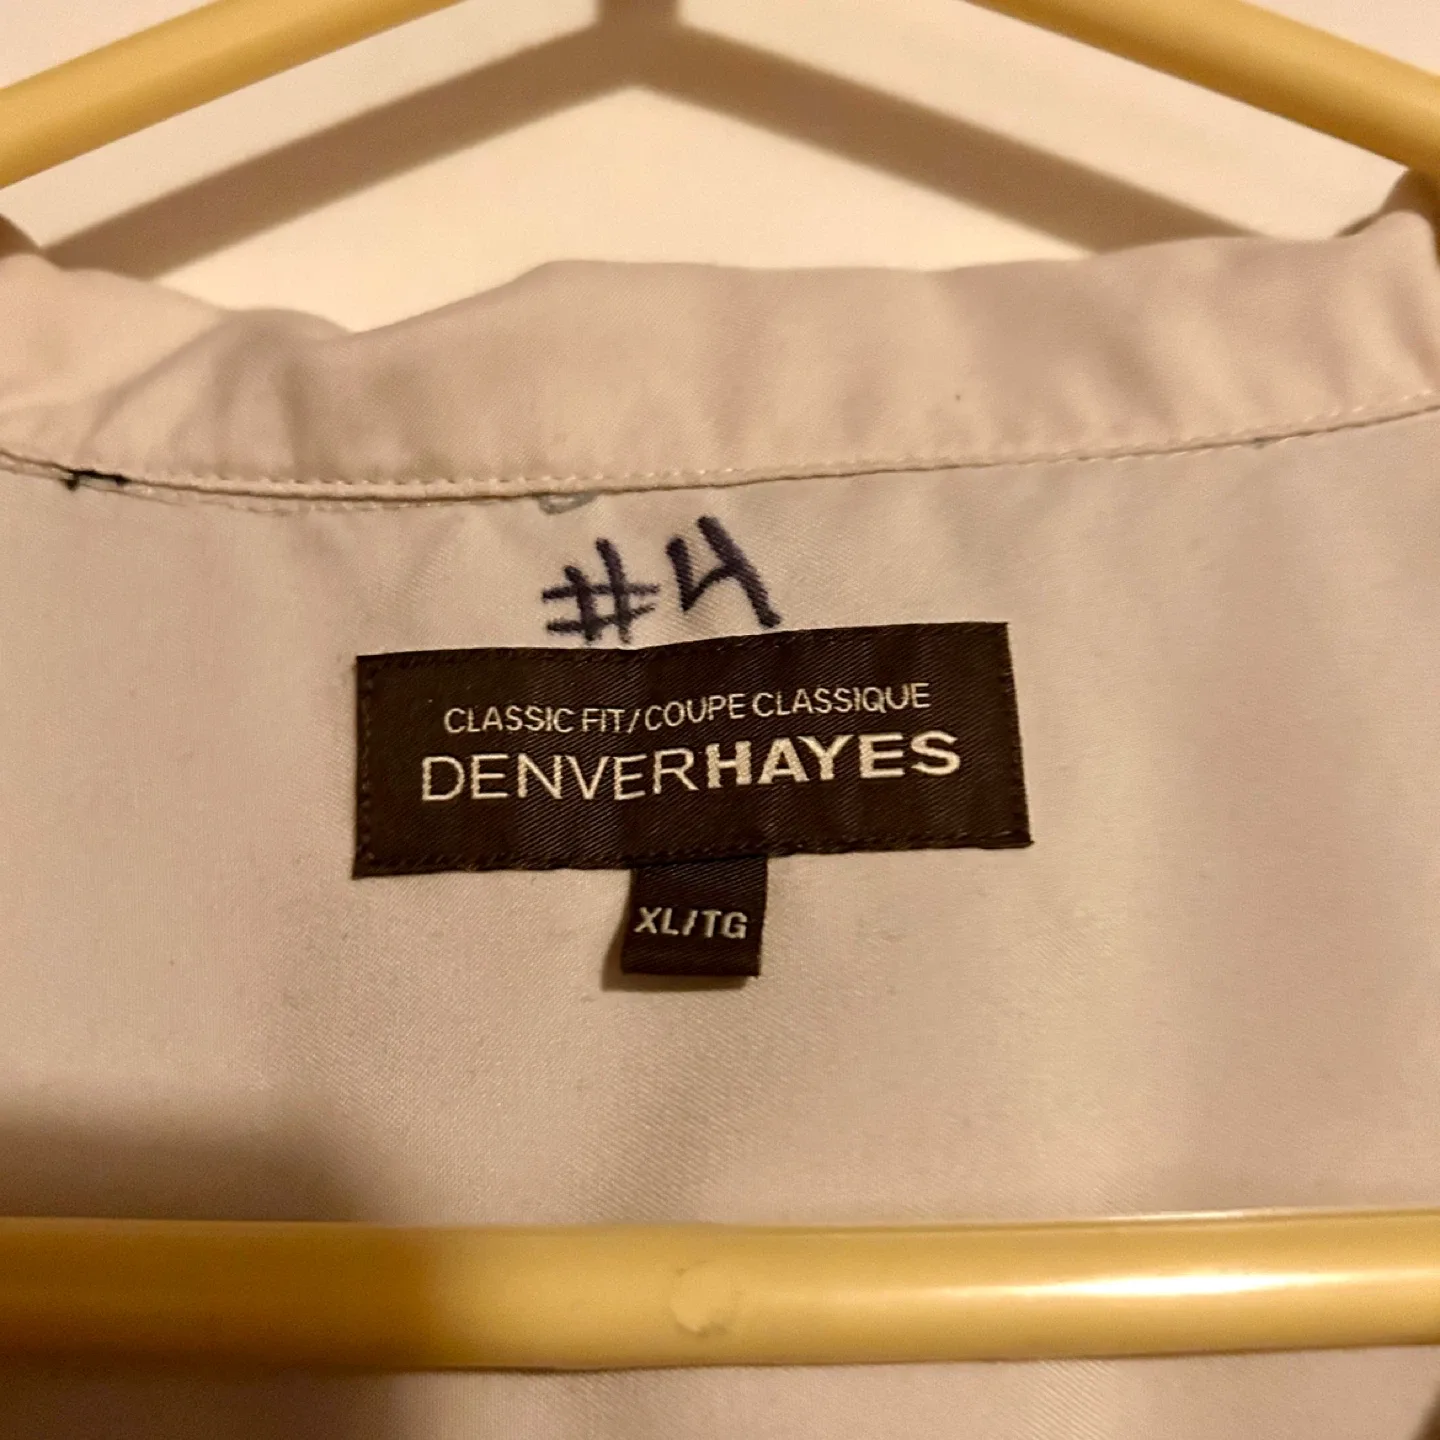 #4
CLASSIC FIT/COUPE CLASSIQUE
DENVERHAYES
XL/TG